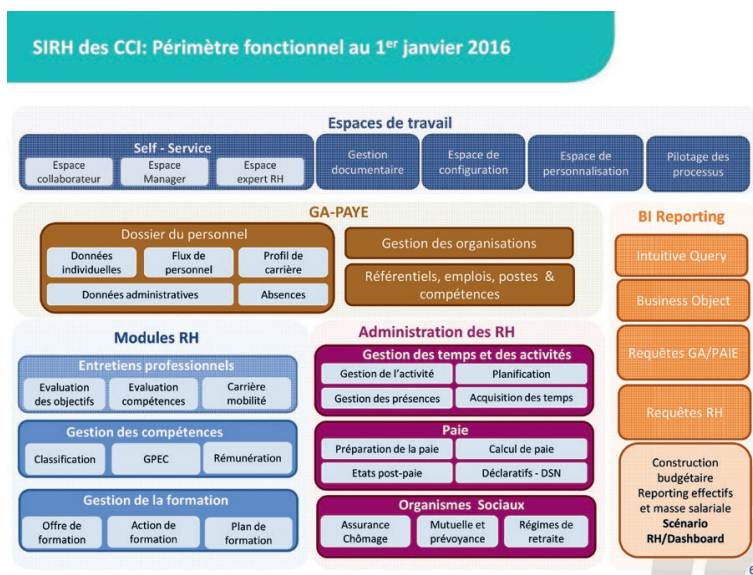 SIRH des CCI: Périmètre fonctionnel au 1er janvier 2016
Espaces de travail
Self - Service
Espace
collaborateur
Espace
Manager
Espace
expert RH
Gestion
documentaire
Espace de
configuration
Espace de
personnalisation
Pilotage des
processus
GA-PAYE
Dossier du personnel
Données
individuelles
Flux de
personnel
Profil de
carrière
Données administratives
Absences
Gestion des organisations
Référentiels, emplois, postes &
compétences
BI Reporting
Intuitive Query
Business Object
Requêtes GA/PAIE
Requêtes RH
Construction
budgétaire
Reporting effectifs
et masse salariale
Scénario
RH/Dashboard
Modules RH
Entretiens professionnels
Evaluation
des objectifs
Evaluation
compétences
Carrière
mobilité
Gestion des compétences
Classification
GPEC
Rémunération
Gestion de la formation
Offre de
formation
Action de
formation
Plan de
formation
Administration des RH
Gestion des temps et des activités
Gestion de l'activité
Planification
Gestion des présences
Acquisition des temps
Paie
Préparation de la paie
Calcul de paie
Etats post-paie
Déclaratifs - DSN
Organismes Sociaux
Assurance
Chômage
Mutuelle et
prévoyance
Régimes de
retraite